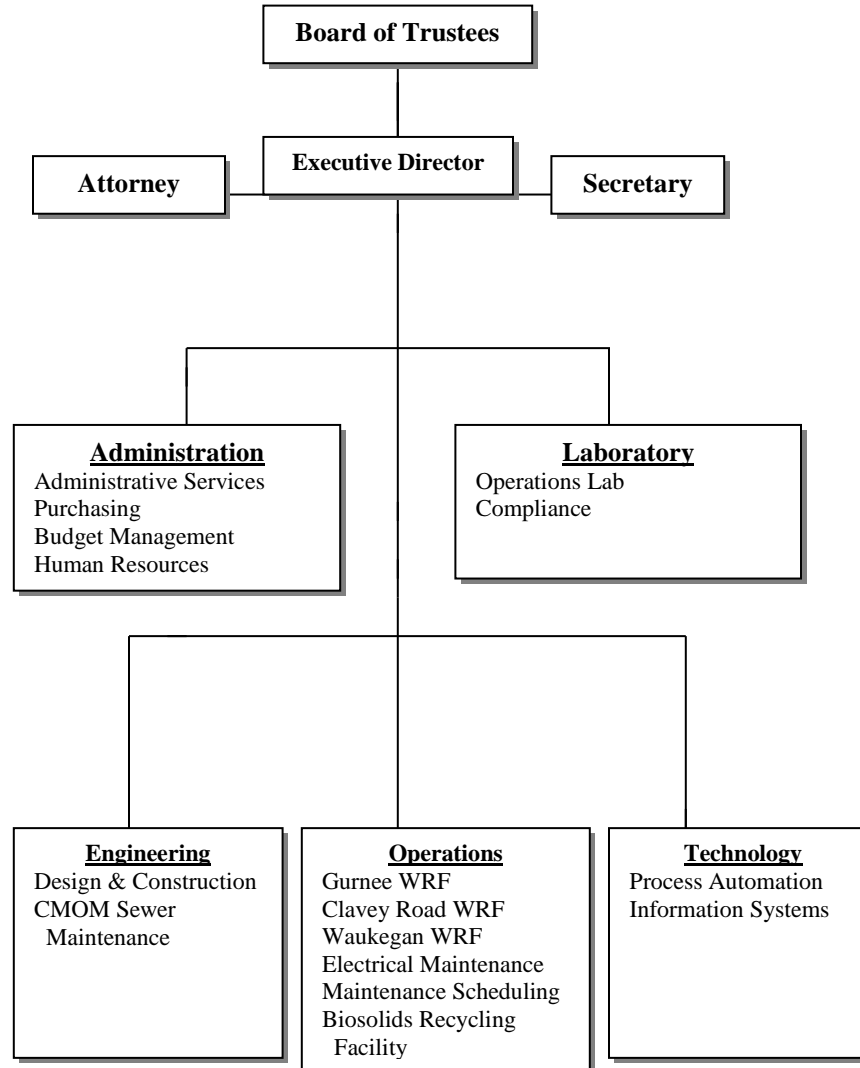 Board of Trustees
Executive Director
Attorney
Secretary
Administration
Administrative Services
Purchasing
Budget Management
Human Resources
Laboratory
Operations Lab
Compliance
Engineering
Design & Construction
CMOM Sewer
Maintenance
Operations
Gurnee WRF
Clavey Road WRF
Waukegan WRF
Electrical Maintenance
Maintenance Scheduling
Biosolids Recycling
Facility
Technology
Process Automation
Information Systems